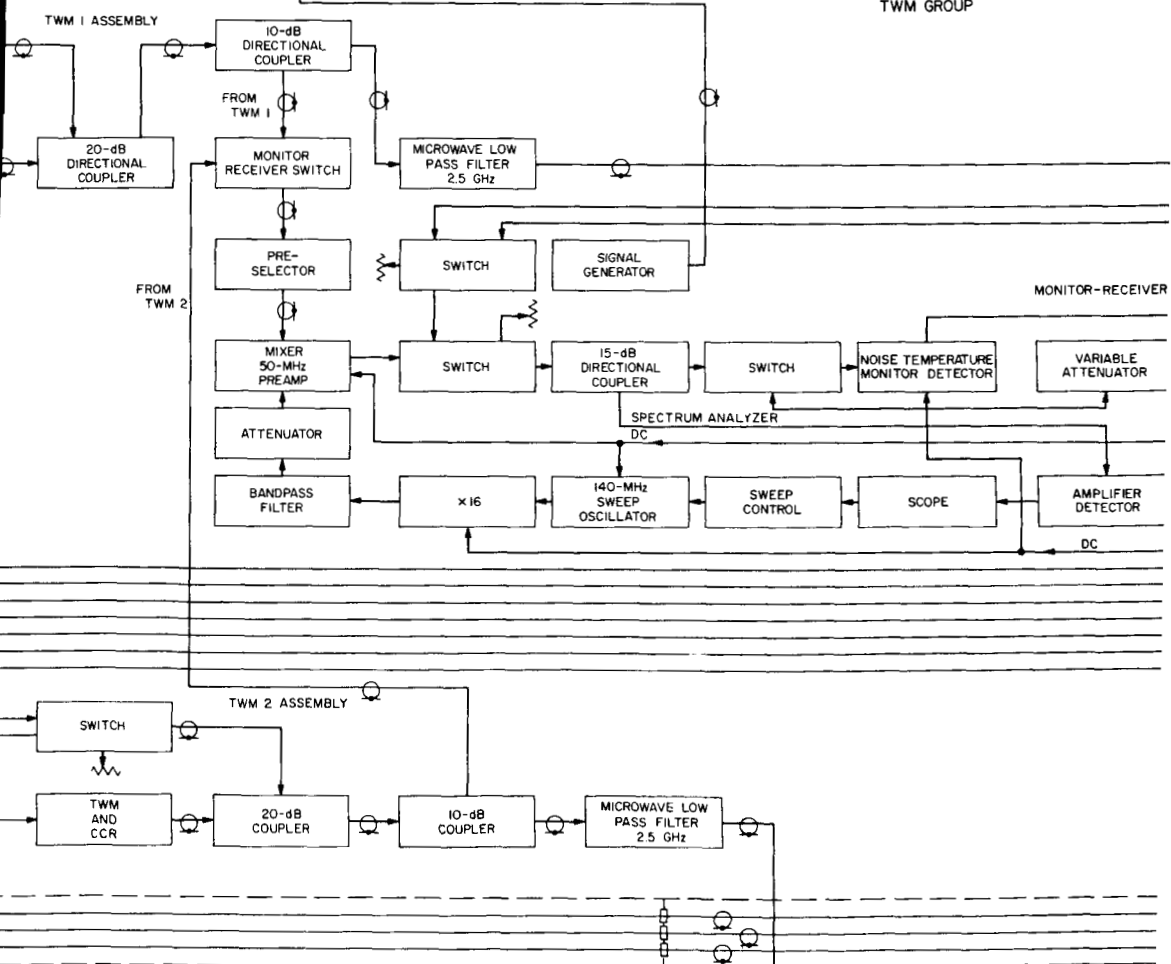 TWM GROUP
TWM 1 ASSEMBLY
10-dB
DIRECTIONAL
COUPLER
FROM
TWM 1
20-dB
DIRECTIONAL
COUPLER
MONITOR
RECEIVER SWITCH
MICROWAVE LOW
PASS FILTER
2.5 GHz
PRE-
SELECTOR
SWITCH
SIGNAL
GENERATOR
FROM
TWM 2
MONITOR-RECEIVER
MIXER
50-MHz
PREAMP
SWITCH
15-dB
DIRECTIONAL
COUPLER
SWITCH
NOISE TEMPERATURE
MONITOR DETECTOR
VARIABLE
ATTENUATOR
SPECTRUM ANALYZER
DC
ATTENUATOR
BANDPASS
FILTER
×16
140-MHz
SWEEP
OSCILLATOR
SWEEP
CONTROL
SCOPE
AMPLIFIER
DETECTOR
DC
TWM 2 ASSEMBLY
SWITCH
TWM
AND
CCR
20-dB
COUPLER
10-dB
COUPLER
MICROWAVE LOW
PASS FILTER
2.5 GHz